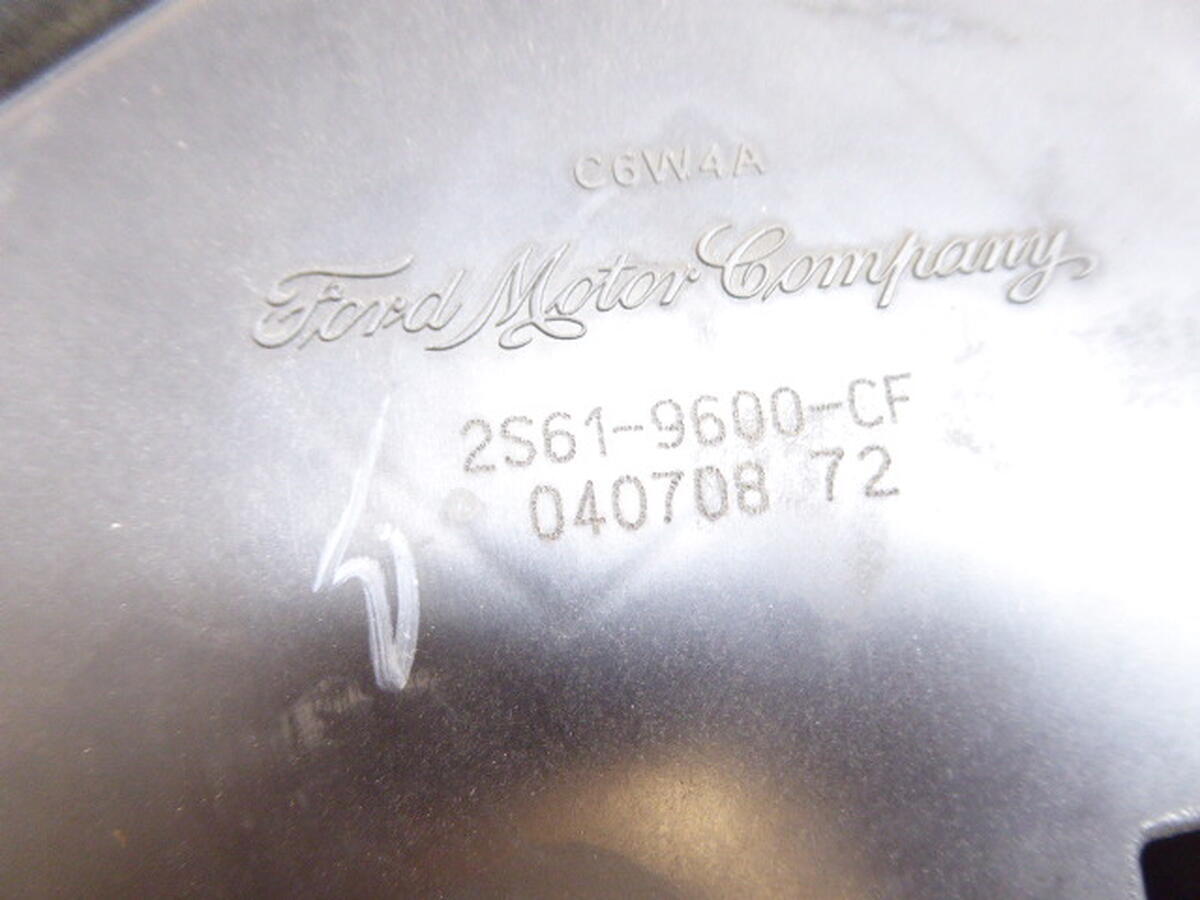 C6W4A
Ford Motor Company
2S61-9600-CF
040708 72